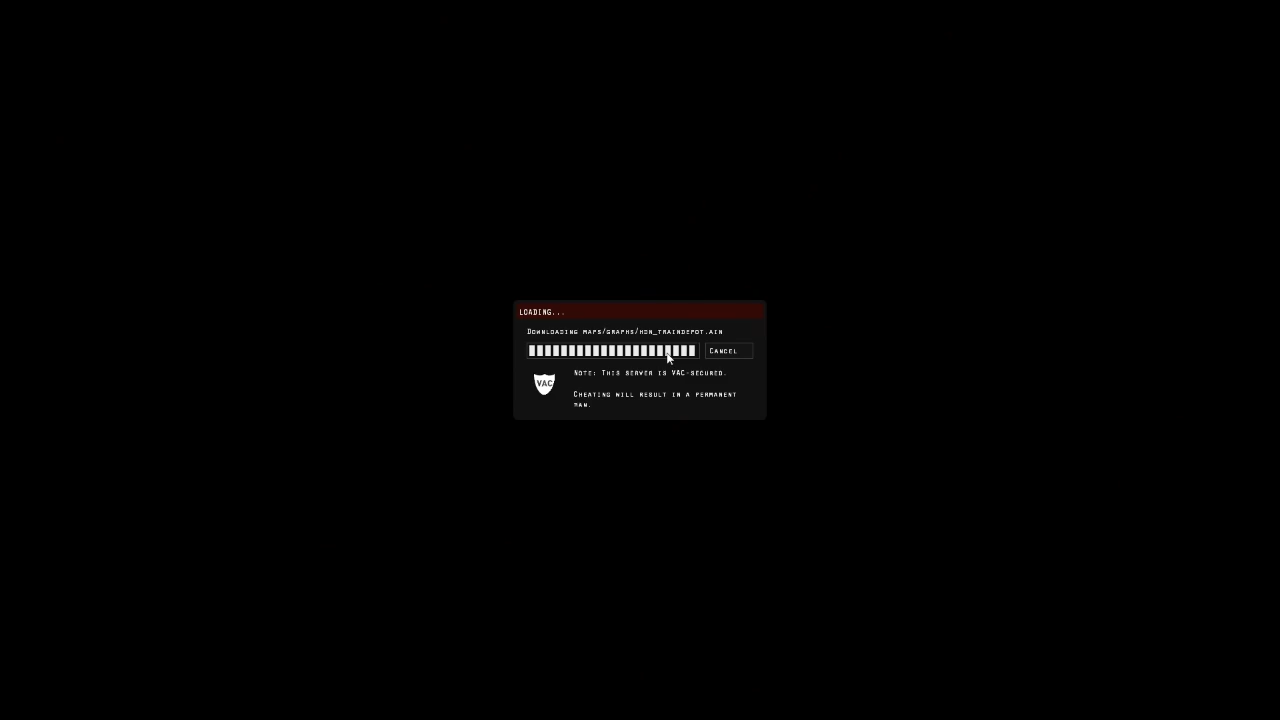 LOADING...
DOWNLOADING MAPS/GRAPHS/HDN_TRAINDEPOT.AIN
CANCEL
VAC
NOTE: THIS SERVER IS VAC-SECURED.
CHEATING WILL RESULT IN A PERMANENT
BAN.